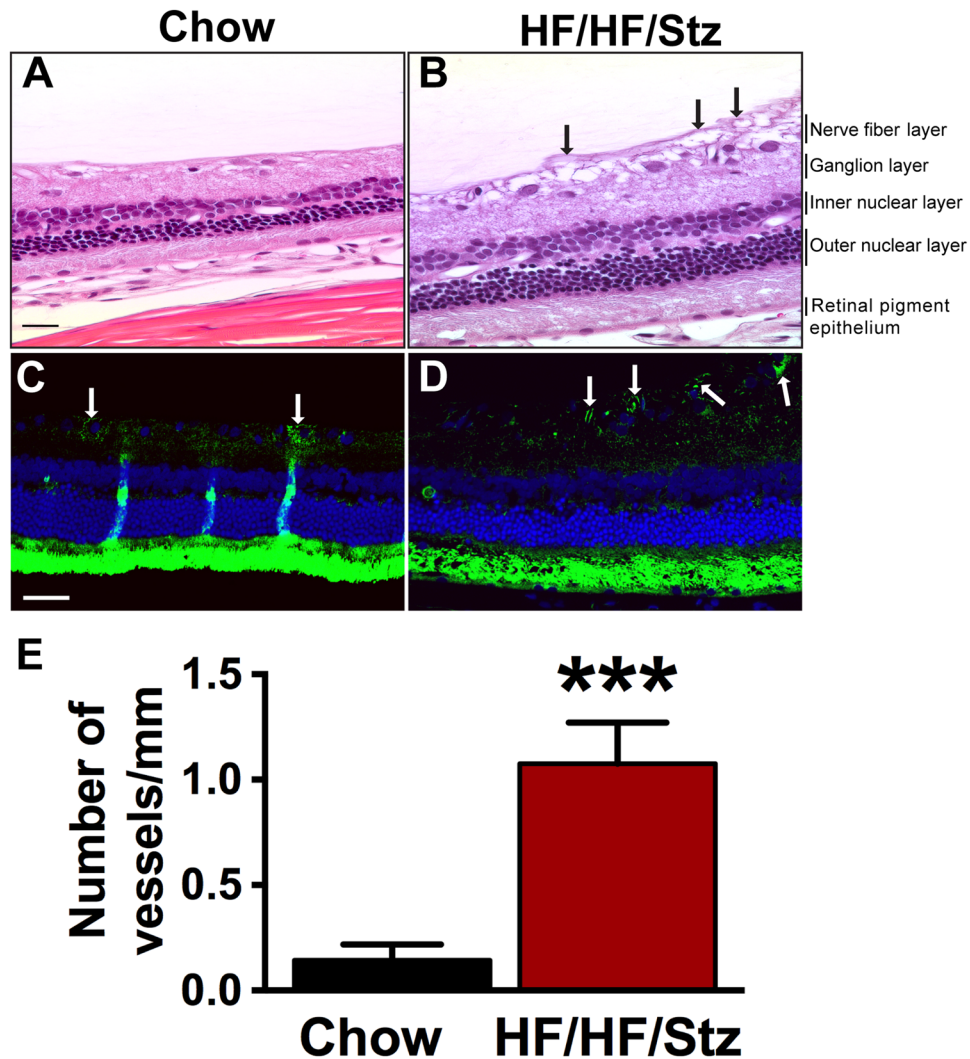 Chow
HF/HF/Stz
A
B
Nerve fiber layer
Ganglion layer
Inner nuclear layer
Outer nuclear layer
Retinal pigment
epithelium
C
D
E
Number of
vessels/mm
1.5
1.0
0.5
0.0
***
Chow
HF/HF/Stz